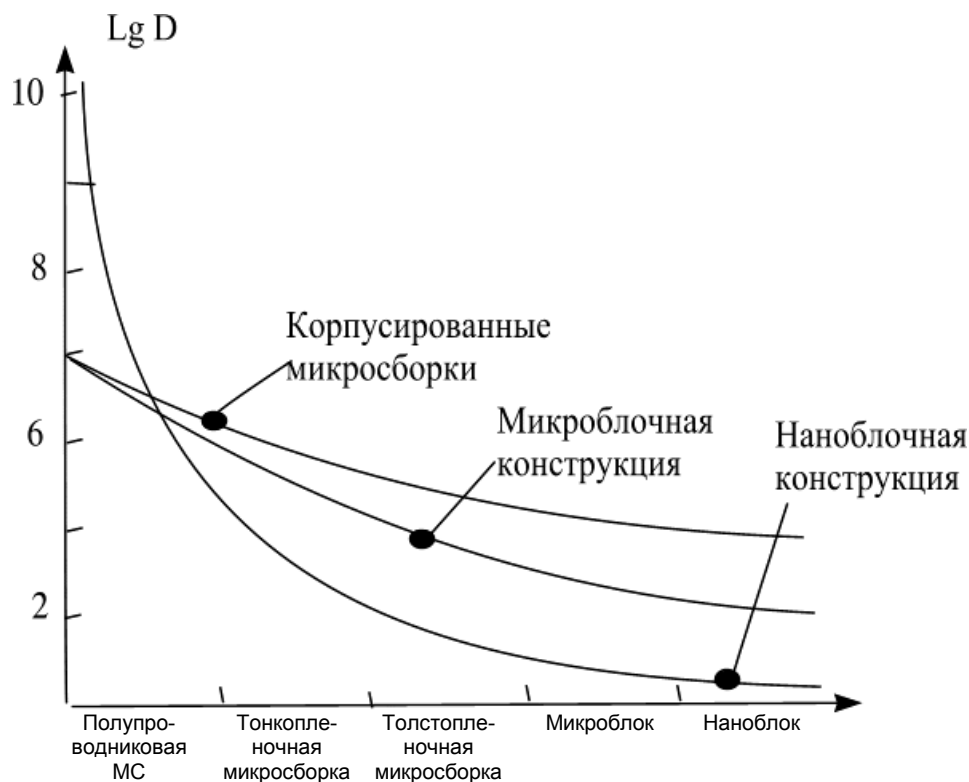 Lg D
10
8
6
2
Корпусированные
микросборки
Микроблочная
конструкция
Наноблочная
конструкция
Полупро-
водниковая
МС
Тонкопле-
ночная
микросборка
Толстопле-
ночная
микросборка
Микроблок
Наноблок